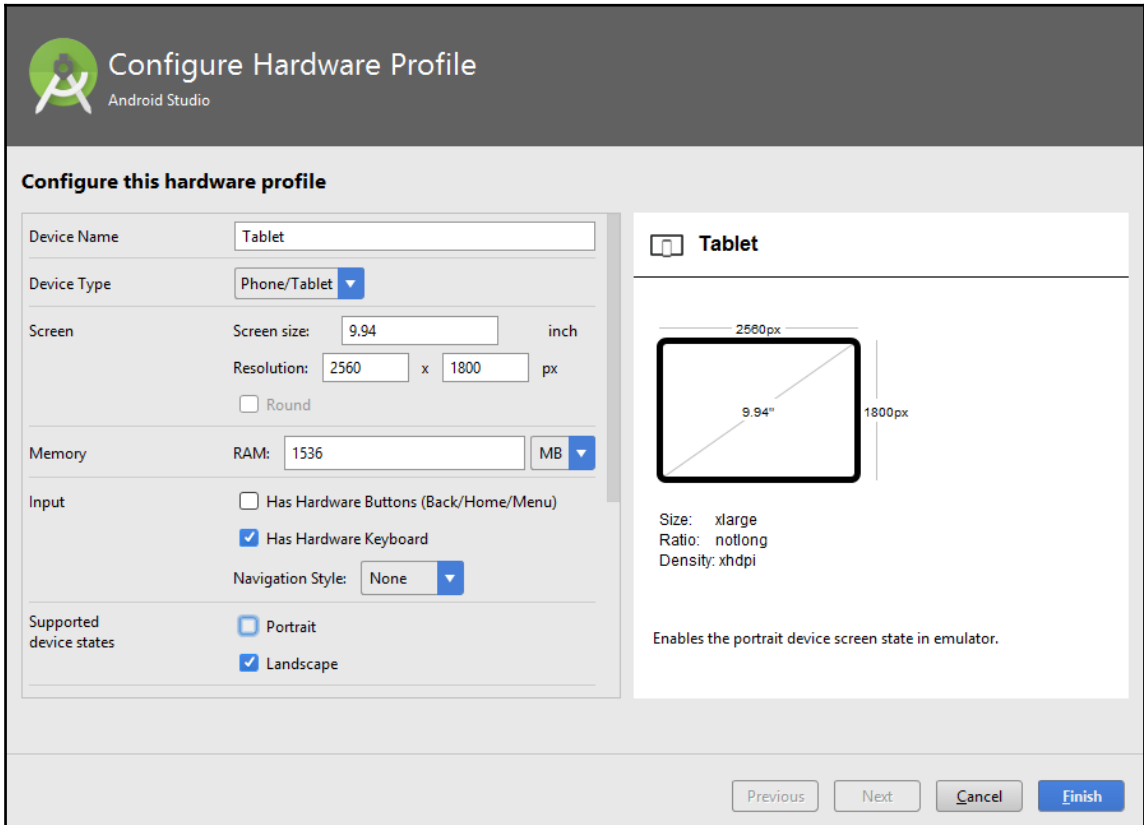 Configure Hardware Profile
Android Studio
Configure this hardware profile
Device Name Tablet
Device Type Phone/Tablet
Screen Screen size: 9.94 inch
Resolution: 2560 x 1800 px
Round
Memory RAM: 1536 MB
Input Has Hardware Buttons (Back/Home/Menu)
Has Hardware Keyboard
Navigation Style: None
Supported
device states
Portrait
Landscape
Tablet
2560px
9.94"
1800px
Size: xlarge
Ratio: notlong
Density: xhdpi
Enables the portrait device screen state in emulator.
Previous Next Cancel Finish